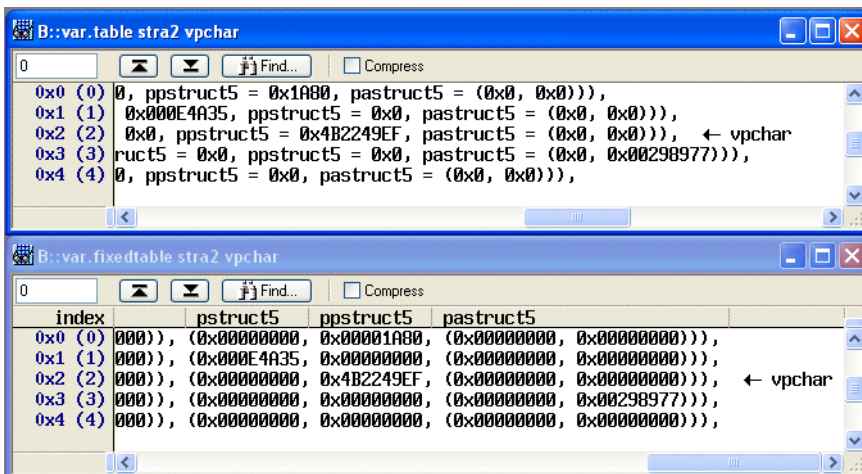 B::var.table stra2 vpchar
0 Find... Compress
0x0 (0) 0, ppstruct5 = 0x1A80, pastruct5 = (0x0, 0x0))),
0x1 (1) 0x000E4A35, ppstruct5 = 0x0, pastruct5 = (0x0, 0x0))),
0x2 (2) 0x0, ppstruct5 = 0x4B2249EF, pastruct5 = (0x0, 0x0))), ← vpchar
0x3 (3) ruct5 = 0x0, ppstruct5 = 0x0, pastruct5 = (0x0, 0x00298977))),
0x4 (4) 0, ppstruct5 = 0x0, pastruct5 = (0x0, 0x0))),
B::var.fixedtable stra2 vpchar
0 Find... Compress
index pstruct5 ppstruct5 pastruct5
0x0 (0) 000)), (0x00000000, 0x00001A80, (0x00000000, 0x00000000))),
0x1 (1) 000)), (0x000E4A35, 0x00000000, (0x00000000, 0x00000000))),
0x2 (2) 000)), (0x00000000, 0x4B2249EF, (0x00000000, 0x00000000))), ← vpchar
0x3 (3) 000)), (0x00000000, 0x00000000, (0x00000000, 0x00298977))),
0x4 (4) 000)), (0x00000000, 0x00000000, (0x00000000, 0x00000000))),